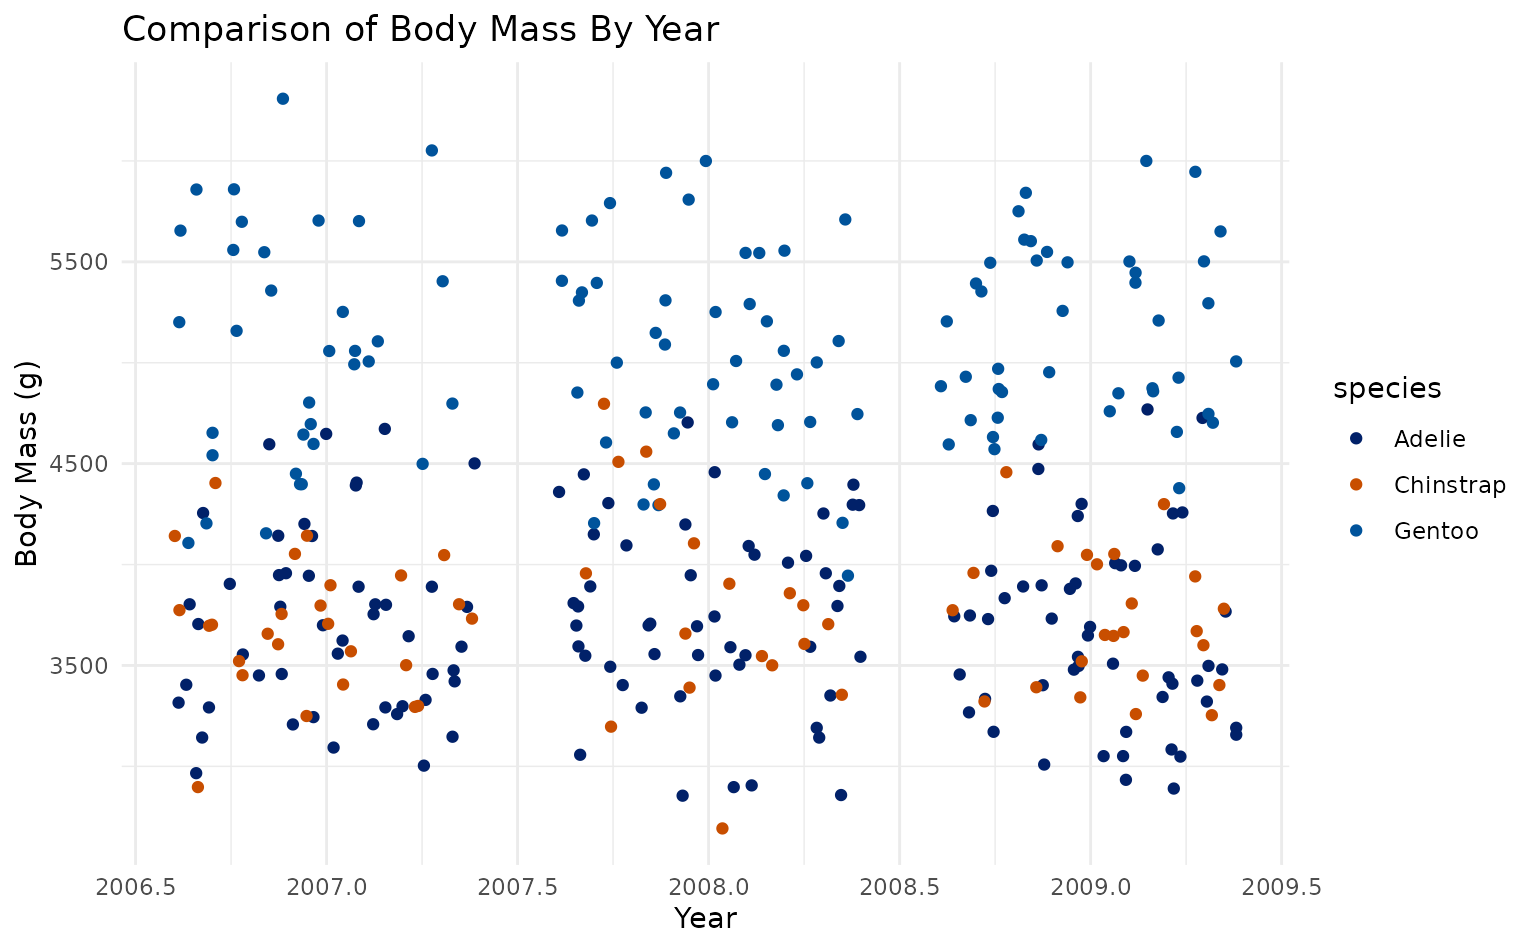 Comparison of Body Mass By Year
Body Mass (g)
5500
4500
3500
2006.5 2007.0 2007.5 2008.0 2008.5 2009.0 2009.5
Year
species
Adelie
Chinstrap
Gentoo